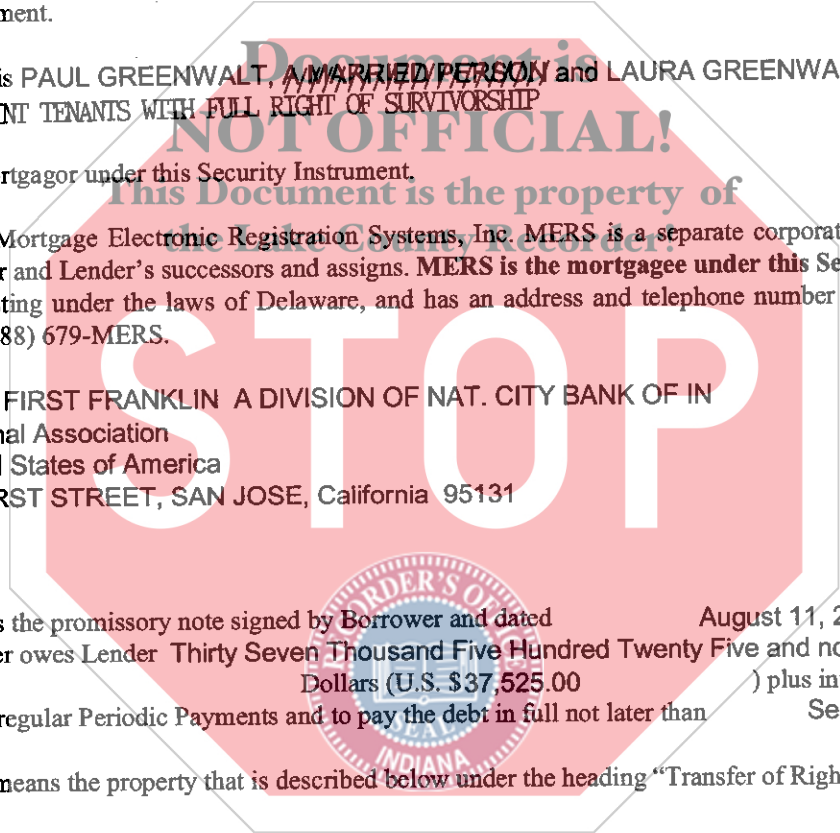 ment.
Document is
is PAUL GREENWALT, A MARRIED PERSON and LAURA GREENWA
NT TENANTS WITH FULL RIGHT OF SURVIVORSHIP
NOT OFFICIAL!
rtgagor under this Security Instrument.
This Document is the property of
Mortgage Electronic Registration Systems, Inc. MERS is a separate corporat
the Lake County Recorder!
r and Lender's successors and assigns. MERS is the mortgagee under this Se
ting under the laws of Delaware, and has an address and telephone number
88) 679-MERS.
STOP
FIRST FRANKLIN A DIVISION OF NAT. CITY BANK OF IN
nal Association
States of America
RST STREET, SAN JOSE, California 95131
RECORDER'S OFFICE
s the promissory note signed by Borrower and dated August 11, 2
er owes Lender Thirty Seven Thousand Five Hundred Twenty Five and no
Dollars (U.S. $37,525.00 ) plus in
regular Periodic Payments and to pay the debt in full not later than Se
SEAL
INDIANA
means the property that is described below under the heading “Transfer of Righ